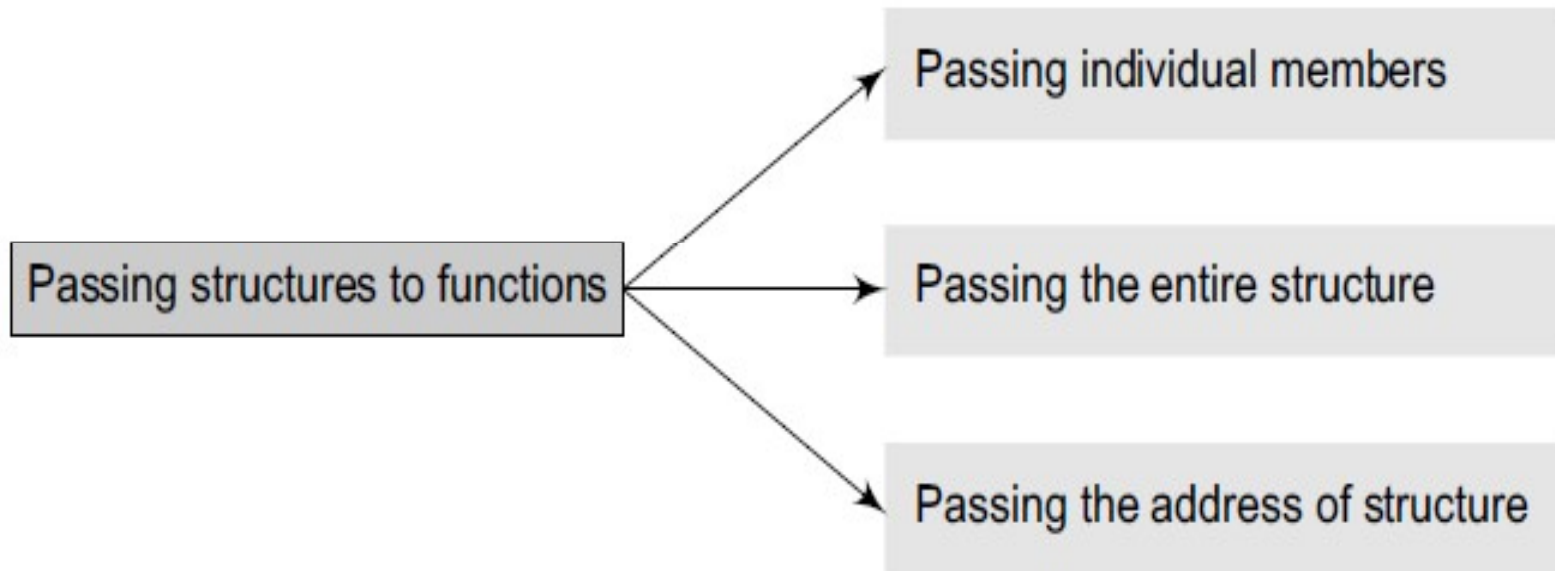 Passing individual members
Passing structures to functions
Passing the entire structure
Passing the address of structure